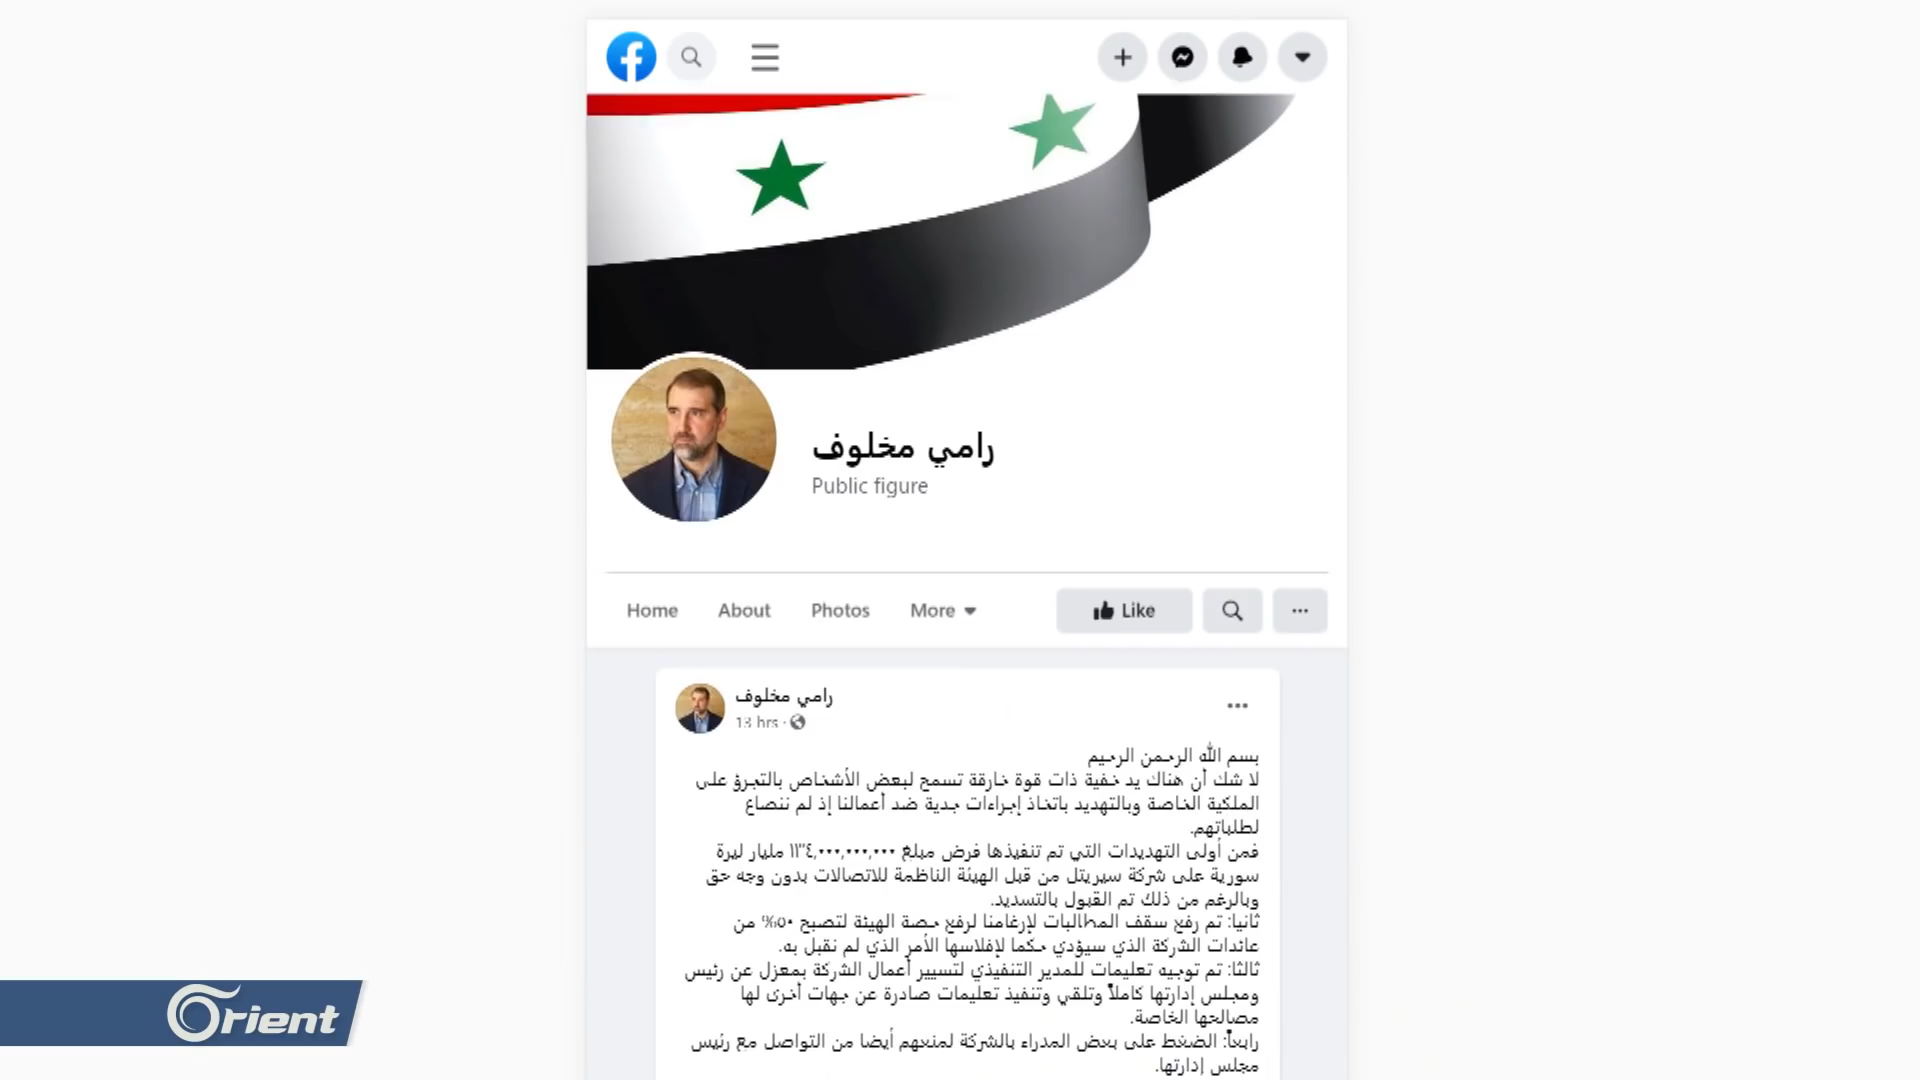 رامي مخلوف
Public figure
Home About Photos More Like
رامي مخلوف
13 hrs ·
بسم الله الرحمن الرحيم
لا شك أن هناك يد خفية ذات قوة خارقة تسمح لبعض الأشخاص بالتجرؤ على
الملكية الخاصة وبالتهديد باتخاذ إجراءات جدية ضد أعمالنا إذ لم ننصاع
لطلباتهم.
فمن أولى التهديدات التي تم تنفيذها فرض مبلغ ١٣٤,٠٠٠,٠٠٠,٠٠٠ مليار ليرة
سورية على شركة سيريتل من قبل الهيئة الناظمة للاتصالات بدون وجه حق
وبالرغم من ذلك تم القبول بالتسديد.
ثانيا: تم رفع سقف المطالبات لإرغامنا لرفع حصة الهيئة لتصبح ٥٠% من
عائدات الشركة الذي سيؤدي حكما لإفلاسها الأمر الذي لم نقبل به.
ثالثا: تم توجيه تعليمات للمدير التنفيذي لتسيير أعمال الشركة بمعزل عن رئيس
ومجلس إدارتها كاملاً وتلقي وتنفيذ تعليمات صادرة عن جهات أخرى لها
مصالحها الخاصة.
رابعاً: الضغط على بعض المدراء بالشركة لمنعهم أيضا من التواصل مع رئيس
مجلس إدارتها.
Orient